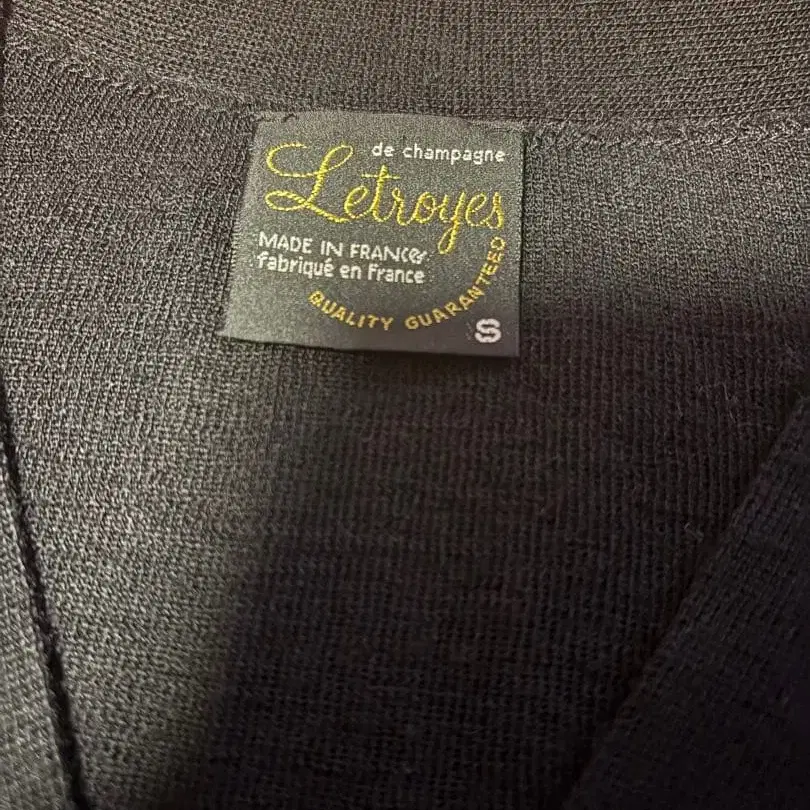 de champagne
Letroyes
MADE IN FRANCE
fabriqué en France
QUALITY GUARANTEED
S